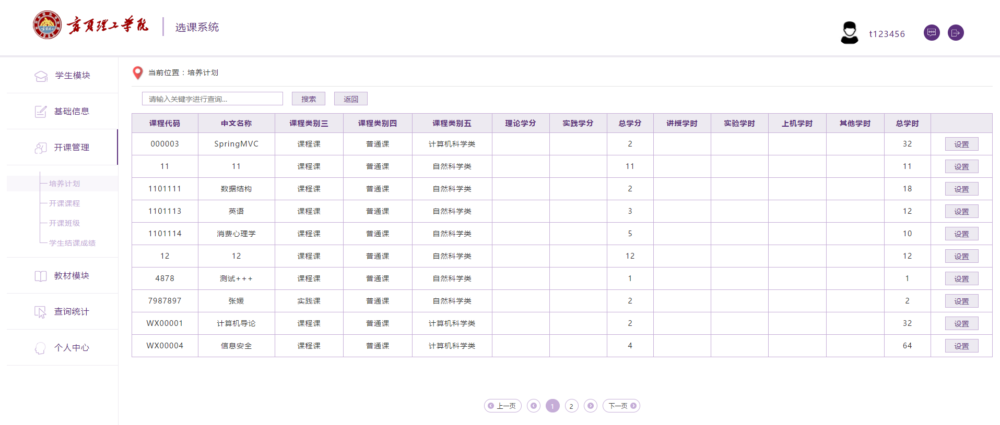 宁夏理工学院
选课系统
t123456
学生模块
基础信息
开课管理
培养计划
开课课程
开课班级
学生结课成绩
教材模块
查询统计
个人中心
当前位置：培养计划
请输入关键字进行查询... 搜索 返回
课程代码 中文名称 课程类别三 课程类别四 课程类别五 理论学分 实践学分 总学分 讲授学时 实验学时 上机学时 其他学时 总学时
000003 SpringMVC 课程课 普通课 计算机科学类 2 32 设置
11 11 课程课 普通课 自然科学类 11 11 设置
1101111 数据结构 课程课 普通课 自然科学类 2 18 设置
1101113 英语 课程课 普通课 自然科学类 3 12 设置
1101114 消费心理学 课程课 普通课 自然科学类 5 10 设置
12 12 课程课 普通课 自然科学类 12 12 设置
4878 测试+++ 课程课 普通课 自然科学类 1 1 设置
7987897 张媛 实践课 普通课 自然科学类 2 2 设置
WX00001 计算机导论 课程课 普通课 计算机科学类 2 32 设置
WX00004 信息安全 课程课 普通课 计算机科学类 4 64 设置
上一页 1 2 下一页